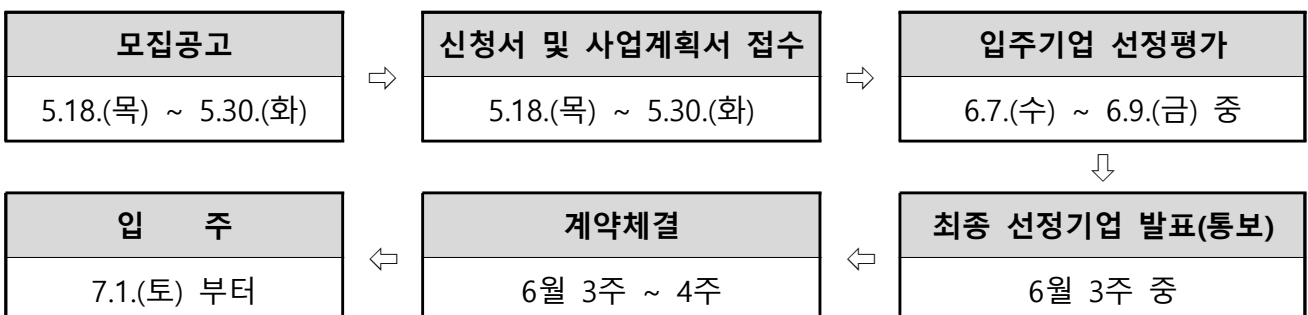 모집공고
5.18.(목) ~ 5.30.(화)
⇨
신청서 및 사업계획서 접수
5.18.(목) ~ 5.30.(화)
⇨
입주기업 선정평가
6.7.(수) ~ 6.9.(금) 중
⇩
최종 선정기업 발표(통보)
6월 3주 중
⇦
계약체결
6월 3주 ~ 4주
⇦
입 주
7.1.(토) 부터